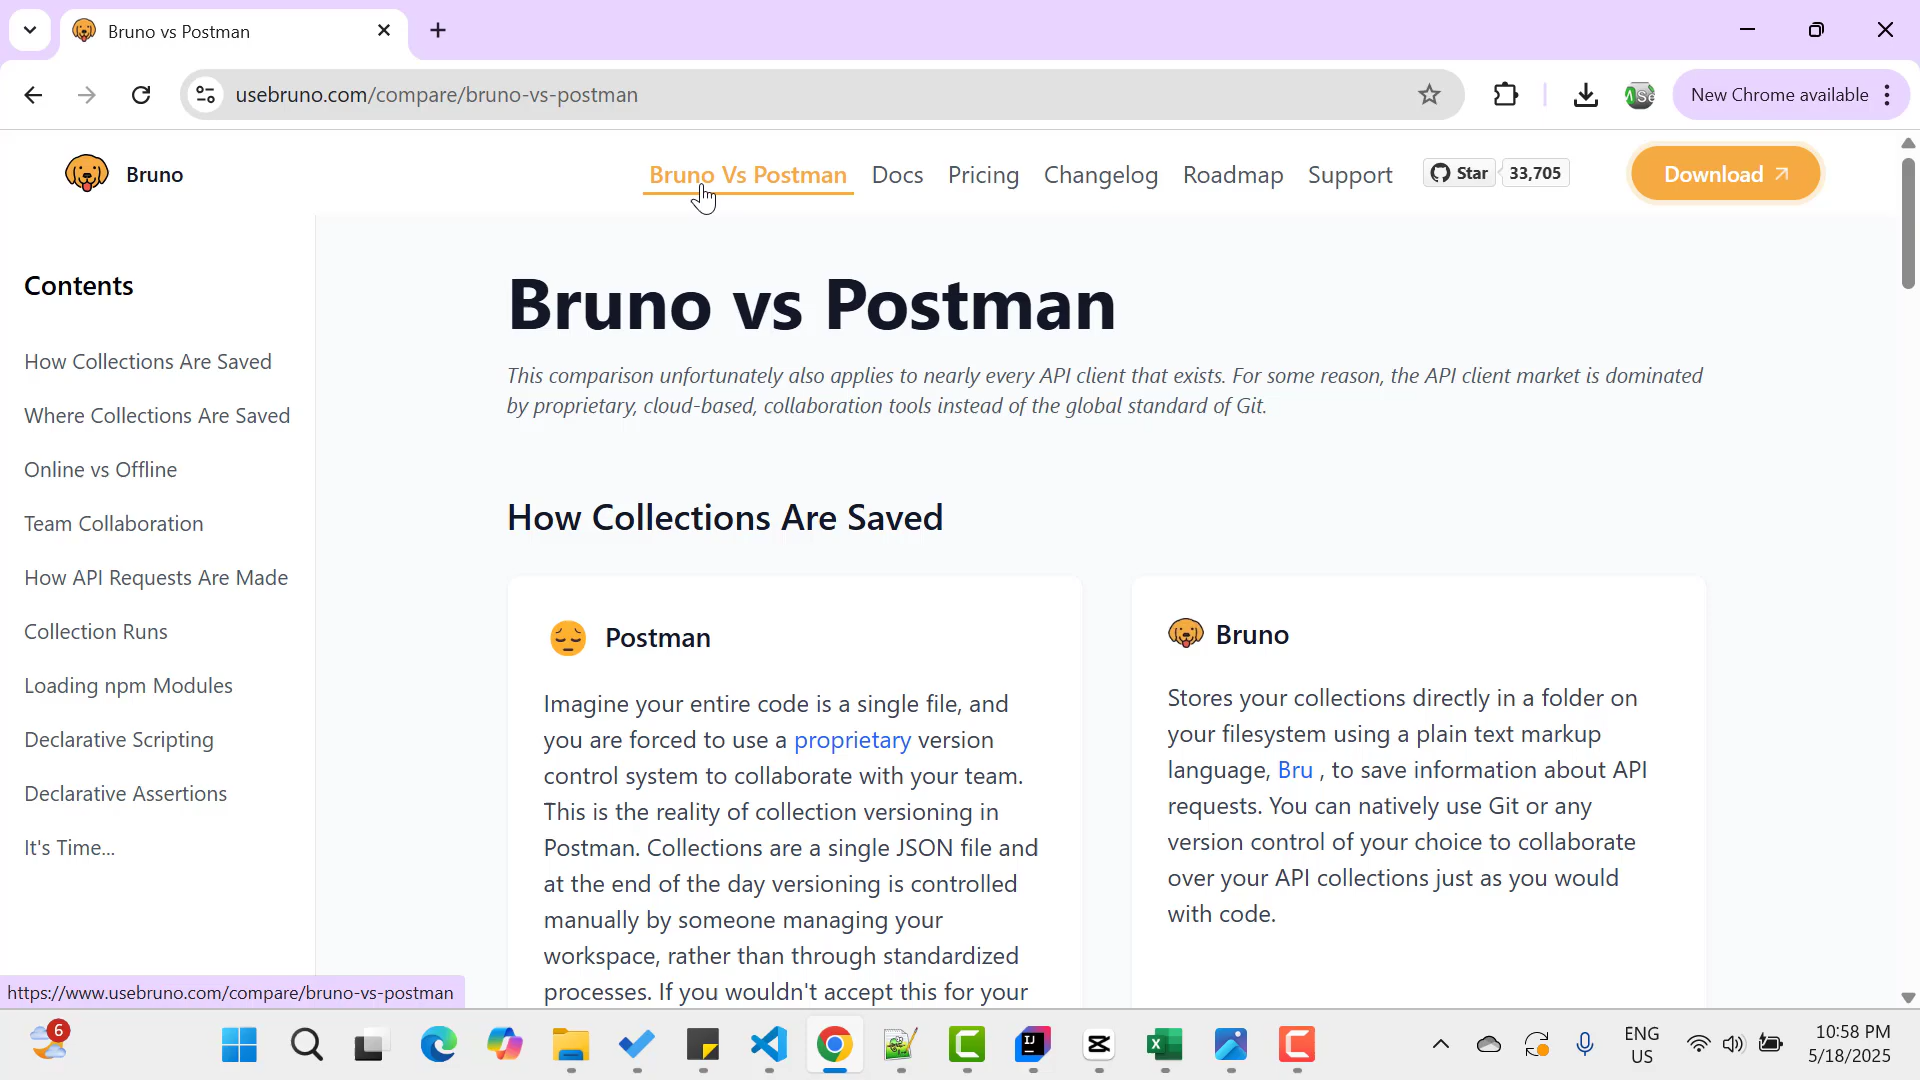 Bruno vs Postman
usebruno.com/compare/bruno-vs-postman
New Chrome available
Bruno
Bruno Vs Postman
Docs
Pricing
Changelog
Roadmap
Support
Star
33,705
Download
Contents
How Collections Are Saved
Where Collections Are Saved
Online vs Offline
Team Collaboration
How API Requests Are Made
Collection Runs
Loading npm Modules
Declarative Scripting
Declarative Assertions
It's Time...
Bruno vs Postman
This comparison unfortunately also applies to nearly every API client that exists. For some reason, the API client market is dominated
by proprietary, cloud-based, collaboration tools instead of the global standard of Git.
How Collections Are Saved
Postman
Imagine your entire code is a single file, and
you are forced to use a proprietary version
control system to collaborate with your team.
This is the reality of collection versioning in
Postman. Collections are a single JSON file and
at the end of the day versioning is controlled
manually by someone managing your
workspace, rather than through standardized
processes. If you wouldn't accept this for your
Bruno
Stores your collections directly in a folder on
your filesystem using a plain text markup
language, Bru , to save information about API
requests. You can natively use Git or any
version control of your choice to collaborate
over your API collections just as you would
with code.
https://www.usebruno.com/compare/bruno-vs-postman
6
ENG
US
10:58 PM
5/18/2025